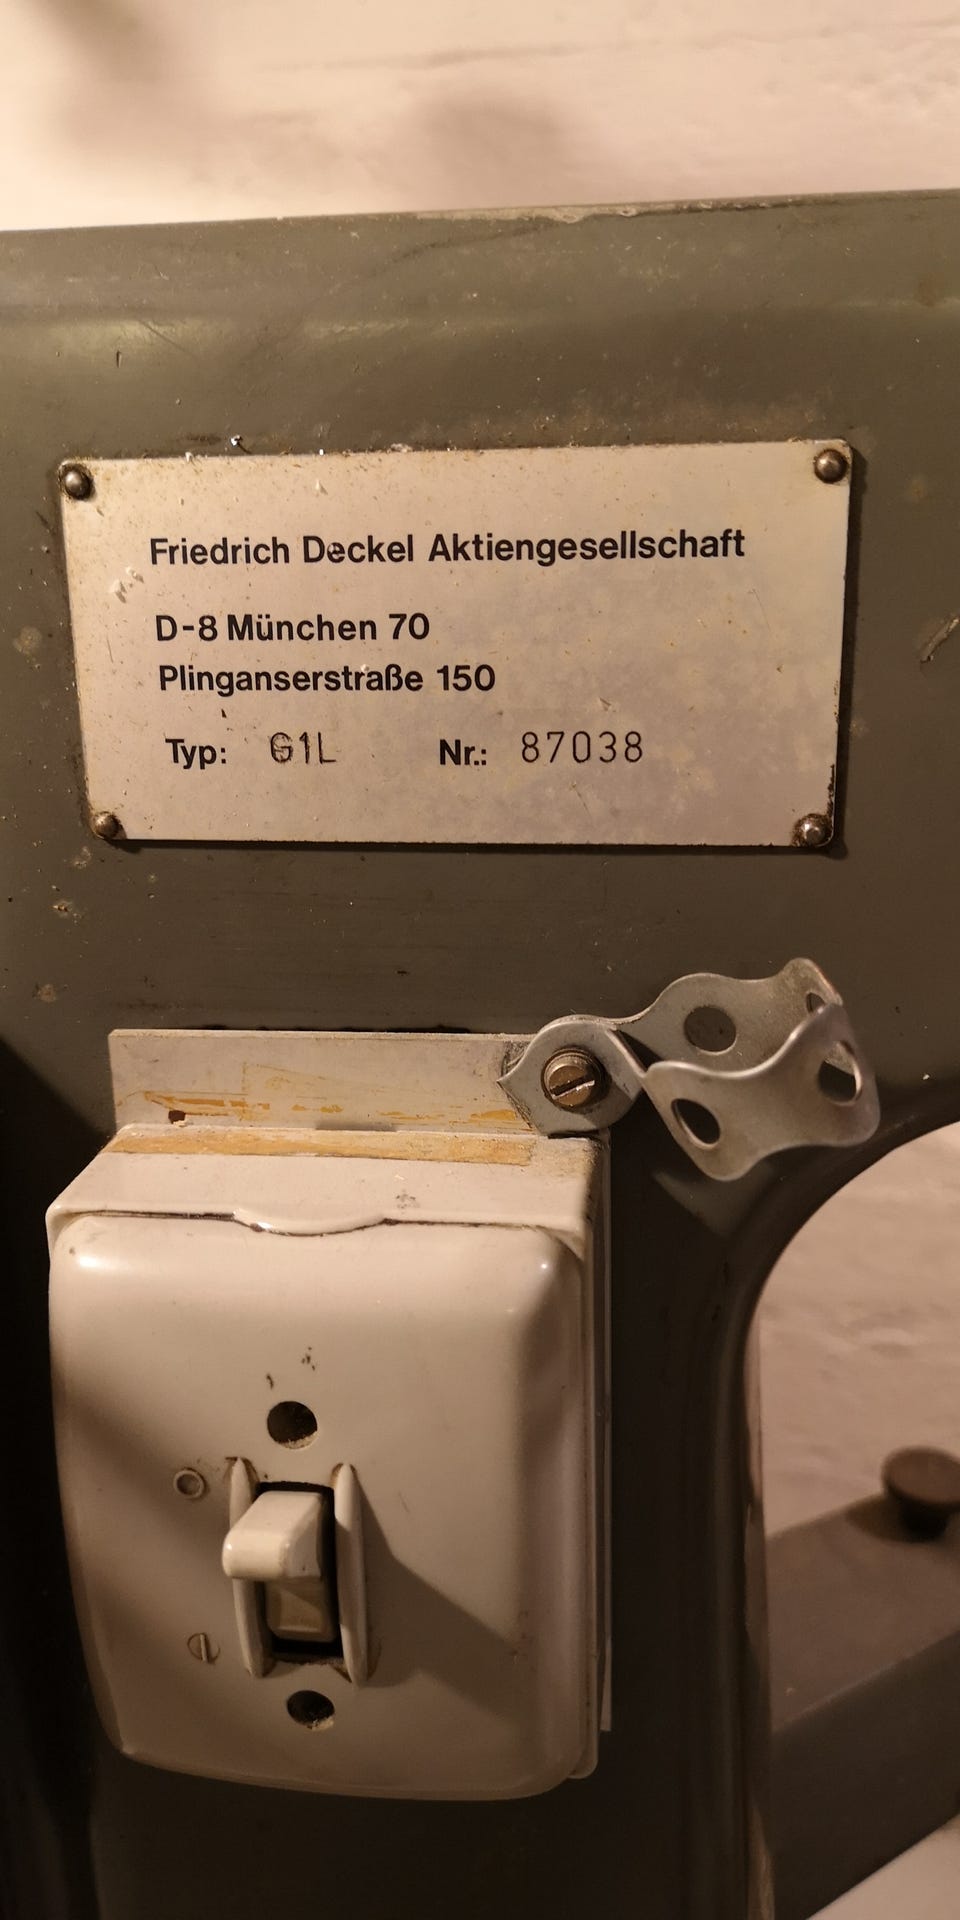 Friedrich Deckel Aktiengesellschaft
D-8 München 70
Plinganserstraße 150
Typ: G1L Nr.: 87038